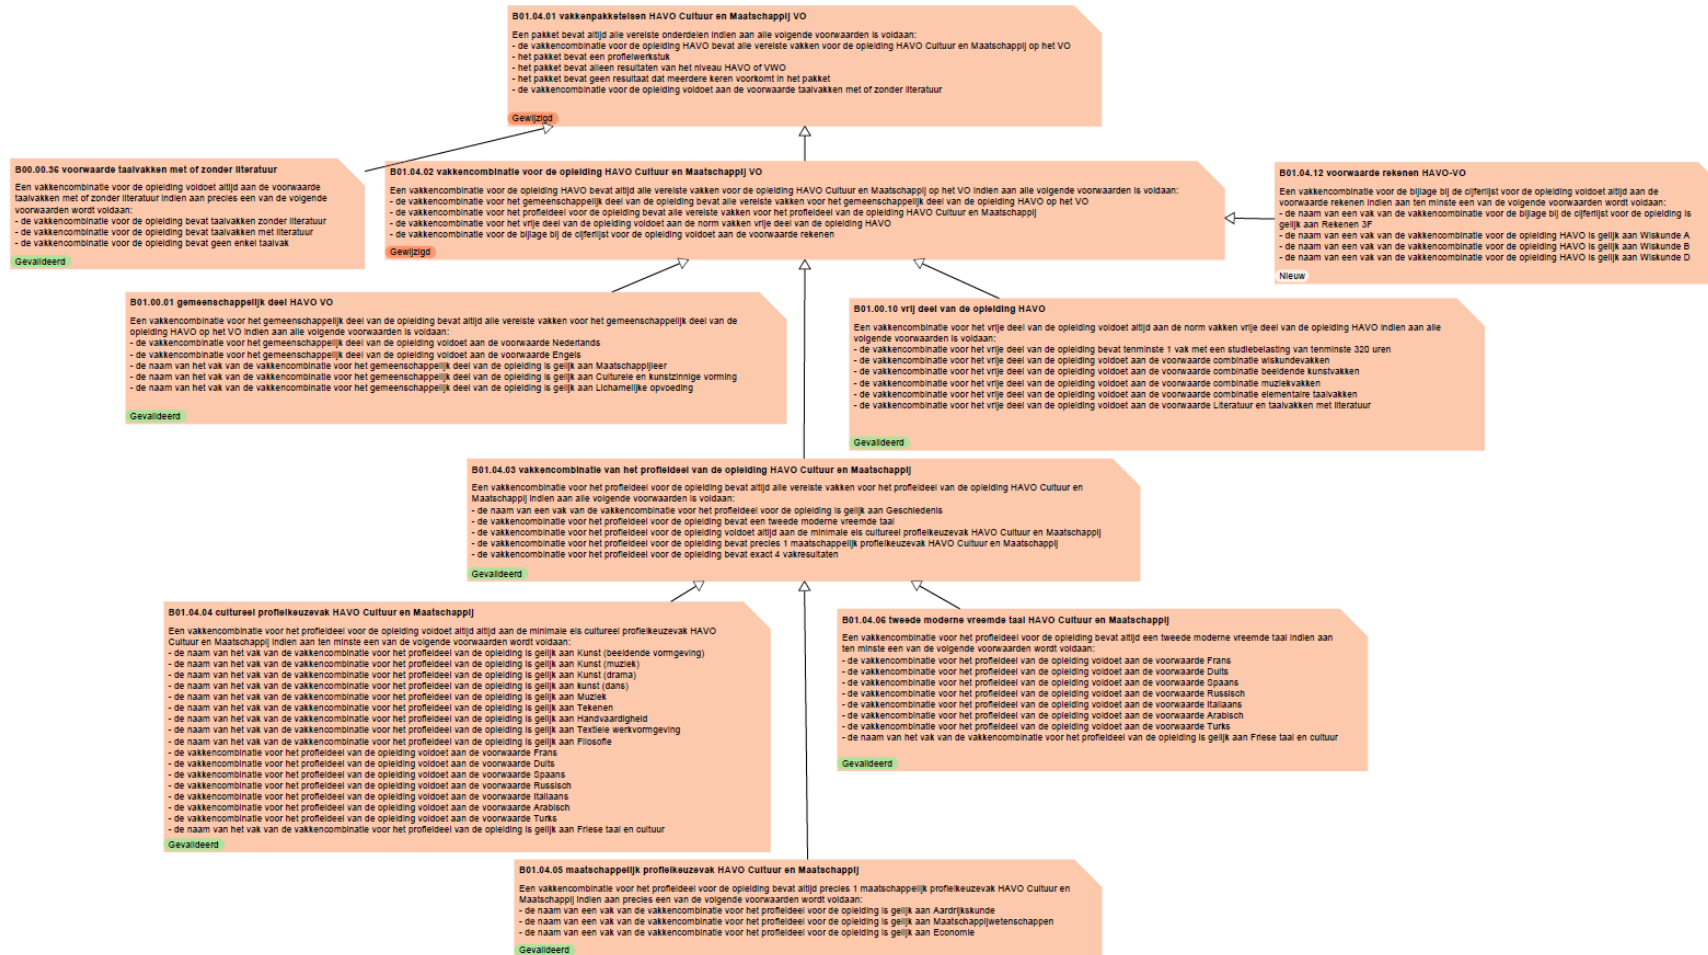 B01.04.01 vakkenpakketeisen HAVO Cultuur en Maatschappij VO
Een pakket bevat altijd alle vereiste onderdelen indien aan alle volgende voorwaarden is voldaan:
- de vakkencombinatie voor de opleiding HAVO bevat alle vereiste vakken voor de opleiding HAVO Cultuur en Maatschappij op het VO
- het pakket bevat een profielwerkstuk
- het pakket bevat alleen resultaten van het niveau HAVO of VWO
- het pakket bevat geen resultaat dat meerdere keren voorkomt in het pakket
- de vakkencombinatie voor de opleiding voldoet aan de voorwaarde taalvakken met of zonder literatuur
Gewijzigd
B00.00.36 voorwaarde taalvakken met of zonder literatuur
Een vakkencombinatie voor de opleiding voldoet altijd aan de voorwaarde
taalvakken met of zonder literatuur indien aan precies een van de volgende
voorwaarden wordt voldaan:
- de vakkencombinatie voor de opleiding bevat taalvakken zonder literatuur
- de vakkencombinatie voor de opleiding bevat taalvakken met literatuur
- de vakkencombinatie voor de opleiding bevat geen enkel taalvak
Gevalideerd
B01.04.02 vakkencombinatie voor de opleiding HAVO Cultuur en Maatschappij VO
Een vakkencombinatie voor de opleiding HAVO bevat altijd alle vereiste vakken voor de opleiding HAVO Cultuur en Maatschappij op het VO indien aan alle volgende voorwaarden is voldaan:
- de vakkencombinatie voor het gemeenschappelijk deel van de opleiding bevat alle vereiste vakken voor het gemeenschappelijk deel van de opleiding HAVO op het VO
- de vakkencombinatie voor het profieldeel voor de opleiding bevat alle vereiste vakken voor het profieldeel van de opleiding HAVO Cultuur en Maatschappij
- de vakkencombinatie voor het vrije deel van de opleiding voldoet aan de norm vakken vrije deel van de opleiding HAVO
- de vakkencombinatie voor de bijlage bij de cijferlijst voor de opleiding voldoet aan de voorwaarde rekenen
Gewijzigd
B01.04.12 voorwaarde rekenen HAVO-VO
Een vakkencombinatie voor de bijlage bij de cijferlijst voor de opleiding voldoet altijd aan de
voorwaarde rekenen indien aan ten minste een van de volgende voorwaarden wordt voldaan:
- de naam van een vak van de vakkencombinatie voor de bijlage bij de cijferlijst voor de opleiding is
gelijk aan Rekenen 3F
- de naam van een vak van de vakkencombinatie voor de opleiding HAVO is gelijk aan Wiskunde A
- de naam van een vak van de vakkencombinatie voor de opleiding HAVO is gelijk aan Wiskunde B
- de naam van een vak van de vakkencombinatie voor de opleiding HAVO is gelijk aan Wiskunde D
Nieuw
B01.00.01 gemeenschappelijk deel HAVO VO
Een vakkencombinatie voor het gemeenschappelijk deel van de opleiding bevat altijd alle vereiste vakken voor het gemeenschappelijk deel van de
opleiding HAVO op het VO indien aan alle volgende voorwaarden is voldaan:
- de vakkencombinatie voor het gemeenschappelijk deel van de opleiding voldoet aan de voorwaarde Nederlands
- de vakkencombinatie voor het gemeenschappelijk deel van de opleiding voldoet aan de voorwaarde Engels
- de naam van het vak van de vakkencombinatie voor het gemeenschappelijk deel van de opleiding is gelijk aan Maatschappijleer
- de naam van het vak van de vakkencombinatie voor het gemeenschappelijk deel van de opleiding is gelijk aan Culturele en kunstzinnige vorming
- de naam van het vak van de vakkencombinatie voor het gemeenschappelijk deel van de opleiding is gelijk aan Lichamelijke opvoeding
Gevalideerd
B01.00.10 vrij deel van de opleiding HAVO
Een vakkencombinatie voor het vrije deel van de opleiding voldoet altijd aan de norm vakken vrije deel van de opleiding HAVO indien aan alle
volgende voorwaarden is voldaan:
- de vakkencombinatie voor het vrije deel van de opleiding bevat tenminste 1 vak met een studiebelasting van tenminste 320 uren
- de vakkencombinatie voor het vrije deel van de opleiding voldoet aan de voorwaarde combinatie wiskundevakken
- de vakkencombinatie voor het vrije deel van de opleiding voldoet aan de voorwaarde combinatie beeldende kunstvakken
- de vakkencombinatie voor het vrije deel van de opleiding voldoet aan de voorwaarde combinatie muziekvakken
- de vakkencombinatie voor het vrije deel van de opleiding voldoet aan de voorwaarde combinatie elementaire taalvakken
- de vakkencombinatie voor het vrije deel van de opleiding voldoet aan de voorwaarde Literatuur en taalvakken met literatuur
Gevalideerd
B01.04.03 vakkencombinatie van het profieldeel van de opleiding HAVO Cultuur en Maatschappij
Een vakkencombinatie voor het profieldeel voor de opleiding bevat altijd alle vereiste vakken voor het profieldeel van de opleiding HAVO Cultuur en
Maatschappij indien aan alle volgende voorwaarden is voldaan:
- de naam van een vak van de vakkencombinatie voor het profieldeel voor de opleiding is gelijk aan Geschiedenis
- de vakkencombinatie voor het profieldeel voor de opleiding bevat een tweede moderne vreemde taal
- de vakkencombinatie voor het profieldeel voor de opleiding voldoet altijd aan de minimale eis cultureel profielkeuzevak HAVO Cultuur en Maatschappij
- de vakkencombinatie voor het profieldeel voor de opleiding bevat precies 1 maatschappelijk profielkeuzevak HAVO Cultuur en Maatschappij
- de vakkencombinatie voor het profieldeel voor de opleiding bevat exact 4 vakresultaten
Gevalideerd
B01.04.04 cultureel profielkeuzevak HAVO Cultuur en Maatschappij
Een vakkencombinatie voor het profieldeel voor de opleiding voldoet altijd altijd aan de minimale eis cultureel profielkeuzevak HAVO
Cultuur en Maatschappij indien aan ten minste een van de volgende voorwaarden wordt voldaan:
- de naam van het vak van de vakkencombinatie voor het profieldeel van de opleiding is gelijk aan Kunst (beeldende vormgeving)
- de naam van het vak van de vakkencombinatie voor het profieldeel van de opleiding is gelijk aan Kunst (muziek)
- de naam van het vak van de vakkencombinatie voor het profieldeel van de opleiding is gelijk aan Kunst (drama)
- de naam van het vak van de vakkencombinatie voor het profieldeel van de opleiding is gelijk aan kunst (dans)
- de naam van het vak van de vakkencombinatie voor het profieldeel van de opleiding is gelijk aan Muziek
- de naam van het vak van de vakkencombinatie voor het profieldeel van de opleiding is gelijk aan Tekenen
- de naam van het vak van de vakkencombinatie voor het profieldeel van de opleiding is gelijk aan Handvaardigheid
- de naam van het vak van de vakkencombinatie voor het profieldeel van de opleiding is gelijk aan Textiele werkvormgeving
- de naam van het vak van de vakkencombinatie voor het profieldeel van de opleiding is gelijk aan Filosofie
- de vakkencombinatie voor het profieldeel van de opleiding voldoet aan de voorwaarde Frans
- de vakkencombinatie voor het profieldeel van de opleiding voldoet aan de voorwaarde Duits
- de vakkencombinatie voor het profieldeel van de opleiding voldoet aan de voorwaarde Spaans
- de vakkencombinatie voor het profieldeel van de opleiding voldoet aan de voorwaarde Russisch
- de vakkencombinatie voor het profieldeel van de opleiding voldoet aan de voorwaarde Italiaans
- de vakkencombinatie voor het profieldeel van de opleiding voldoet aan de voorwaarde Arabisch
- de vakkencombinatie voor het profieldeel van de opleiding voldoet aan de voorwaarde Turks
- de naam van het vak van de vakkencombinatie voor het profieldeel van de opleiding is gelijk aan Friese taal en cultuur
Gevalideerd
B01.04.06 tweede moderne vreemde taal HAVO Cultuur en Maatschappij
Een vakkencombinatie voor het profieldeel voor de opleiding bevat altijd een tweede moderne vreemde taal indien aan
ten minste een van de volgende voorwaarden wordt voldaan:
- de vakkencombinatie voor het profieldeel van de opleiding voldoet aan de voorwaarde Frans
- de vakkencombinatie voor het profieldeel van de opleiding voldoet aan de voorwaarde Duits
- de vakkencombinatie voor het profieldeel van de opleiding voldoet aan de voorwaarde Spaans
- de vakkencombinatie voor het profieldeel van de opleiding voldoet aan de voorwaarde Russisch
- de vakkencombinatie voor het profieldeel van de opleiding voldoet aan de voorwaarde Italiaans
- de vakkencombinatie voor het profieldeel van de opleiding voldoet aan de voorwaarde Arabisch
- de vakkencombinatie voor het profieldeel van de opleiding voldoet aan de voorwaarde Turks
- de naam van het vak van de vakkencombinatie voor het profieldeel van de opleiding is gelijk aan Friese taal en cultuur
Gevalideerd
B01.04.05 maatschappelijk profielkeuzevak HAVO Cultuur en Maatschappij
Een vakkencombinatie voor het profieldeel voor de opleiding bevat altijd precies 1 maatschappelijk profielkeuzevak HAVO Cultuur en
Maatschappij indien aan precies een van de volgende voorwaarden wordt voldaan:
- de naam van een vak van de vakkencombinatie voor het profieldeel voor de opleiding is gelijk aan Aardrijkskunde
- de naam van een vak van de vakkencombinatie voor het profieldeel voor de opleiding is gelijk aan Maatschappijwetenschappen
- de naam van een vak van de vakkencombinatie voor het profieldeel voor de opleiding is gelijk aan Economie
Gevalideerd